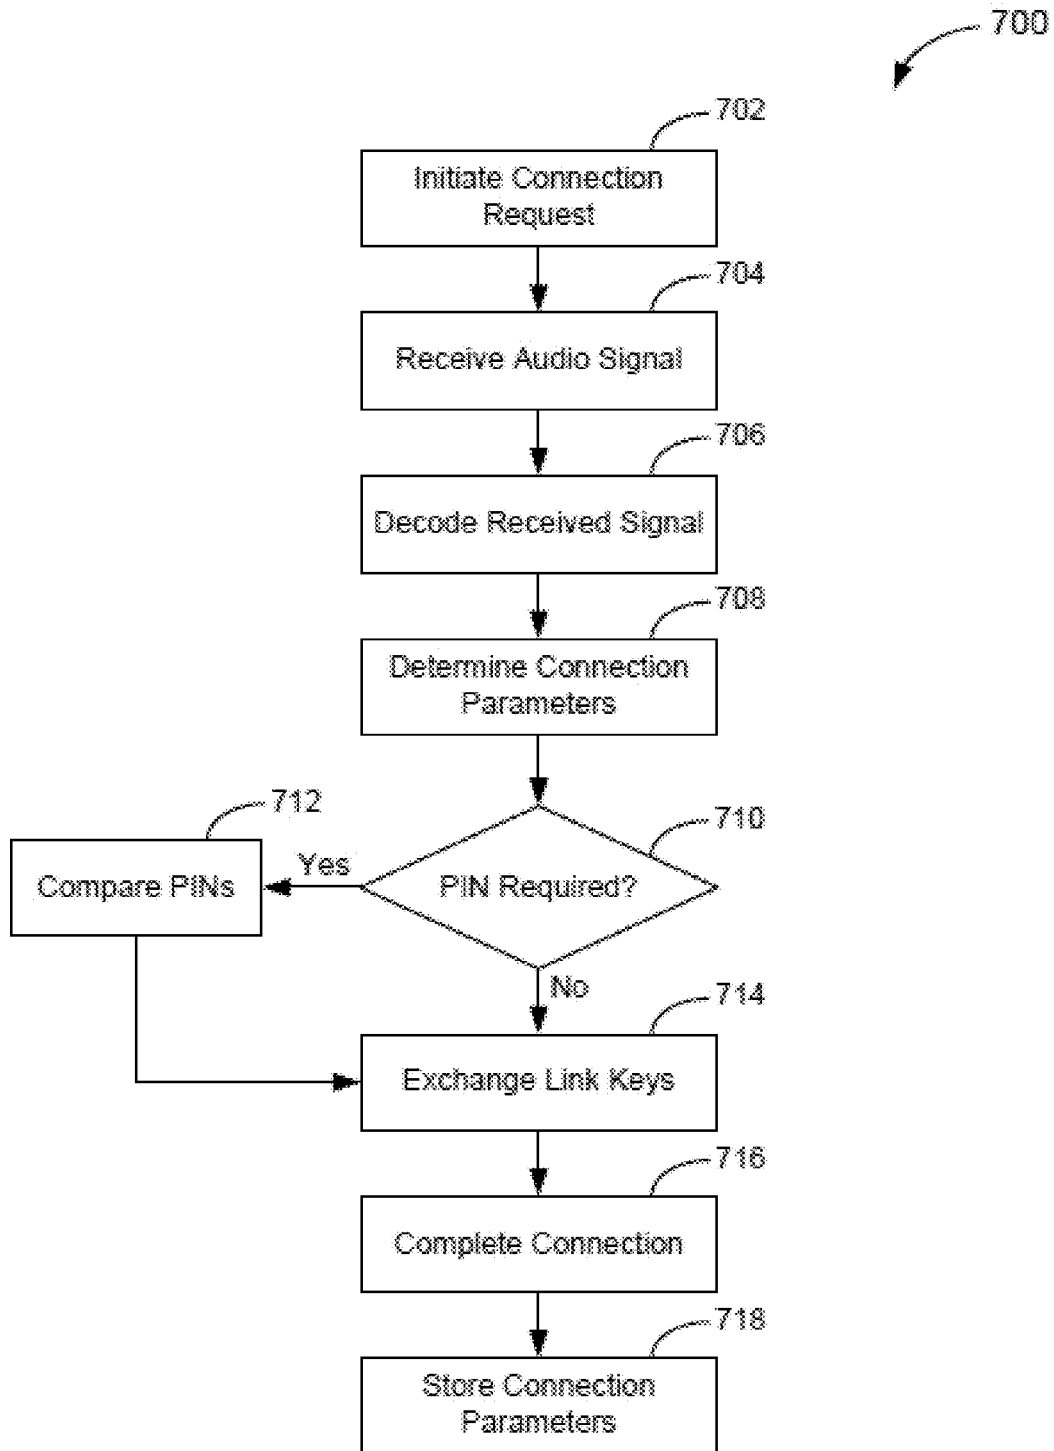 700
702
Initiate Connection
Request
704
Receive Audio Signal
706
Decode Received Signal
708
Determine Connection
Parameters
712
710
Compare PINs
Yes
PIN Required?
No
714
Exchange Link Keys
716
Complete Connection
718
Store Connection
Parameters